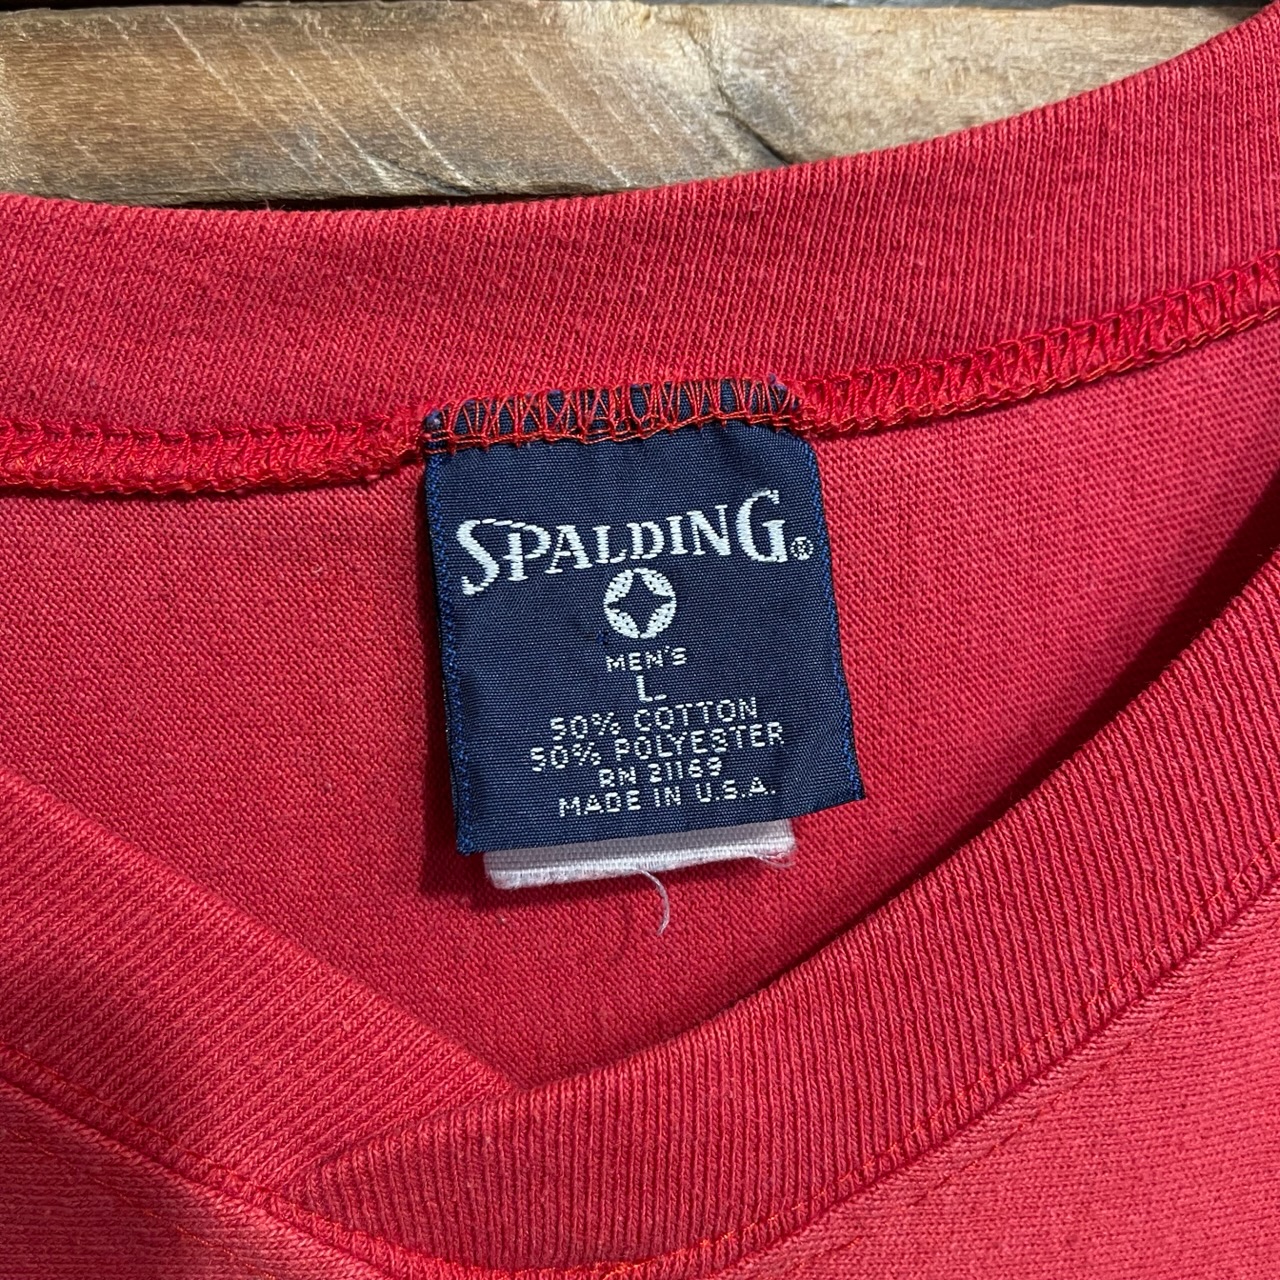 SPALDING®
MEN'S
L
50% COTTON
50% POLYESTER
RN 21169
MADE IN U.S.A.